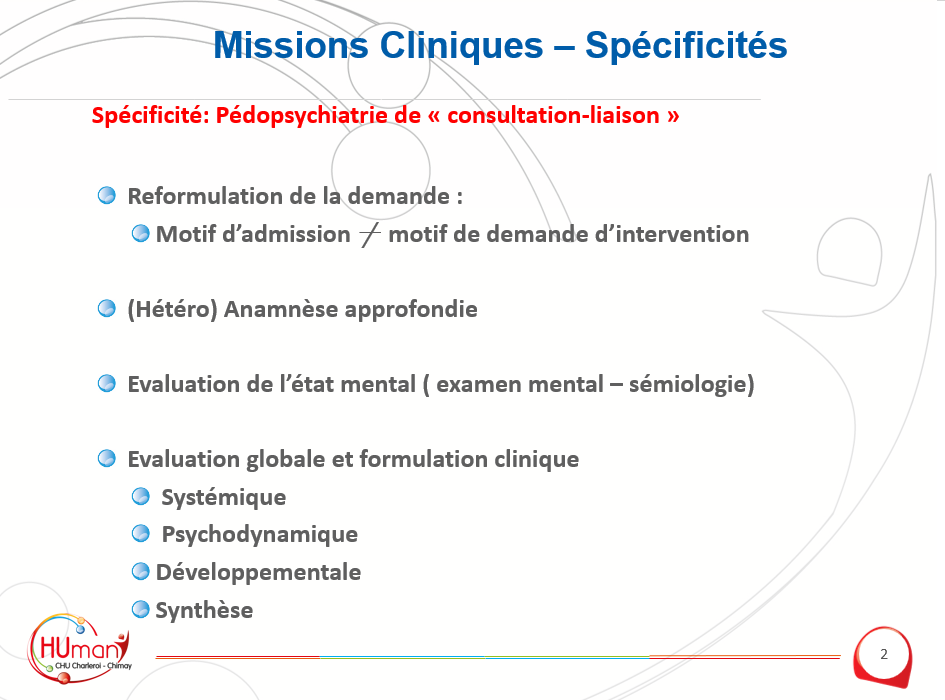 Missions Cliniques – Spécificités
Spécificité: Pédopsychiatrie de « consultation-liaison »
Reformulation de la demande :
Motif d’admission ≠ motif de demande d’intervention
(Hétéro) Anamnèse approfondie
Evaluation de l’état mental ( examen mental – sémiologie)
Evaluation globale et formulation clinique
Systémique
Psychodynamique
Développementale
Synthèse
HUmani
CHU Charleroi - Chimay
2